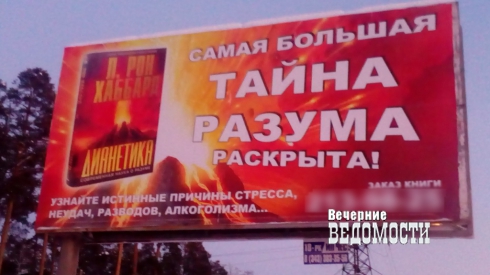 САМАЯ БОЛЬШАЯ
ТАЙНА
РАЗУМА
РАСКРЫТА!
Л. РОН
ХАББАРД
ДИАНЕТИКА
УЗНАЙТЕ ИСТИННЫЕ ПРИЧИНЫ СТРЕССА,
НЕУДАЧ, РАЗВОДОВ, АЛКОГОЛИЗМА...
ЗАКАЗ КНИГИ
Вечерние
ВЕДОМОСТИ